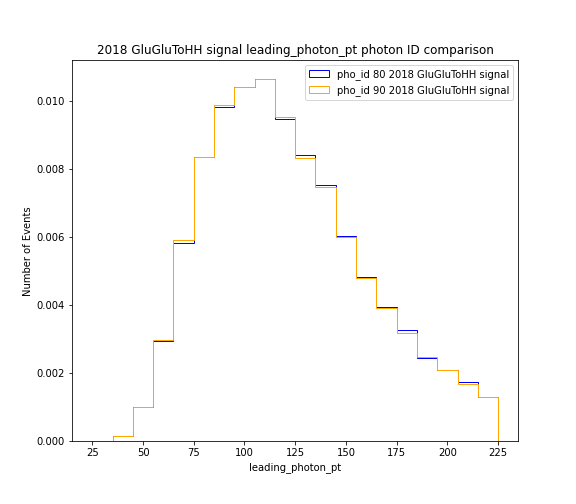 2018 GluGluToHH signal leading_photon_pt photon ID comparison
pho_id 80 2018 GluGluToHH signal
pho_id 90 2018 GluGluToHH signal
Number of Events
0.010
0.008
0.006
0.004
0.002
0.000
25 50 75 100 125 150 175 200 225
leading_photon_pt